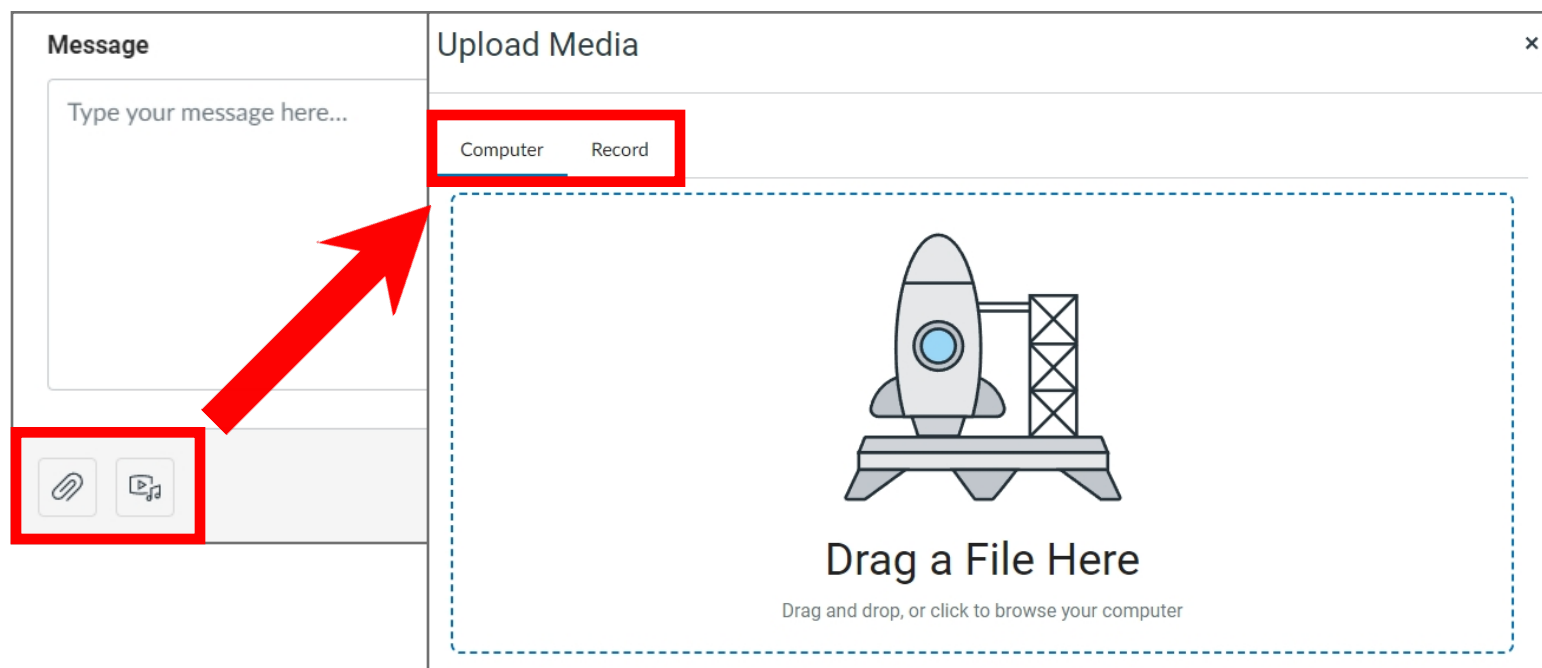 Message
Type your message here...
Upload Media
×
Computer
Record
Drag a File Here
Drag and drop, or click to browse your computer